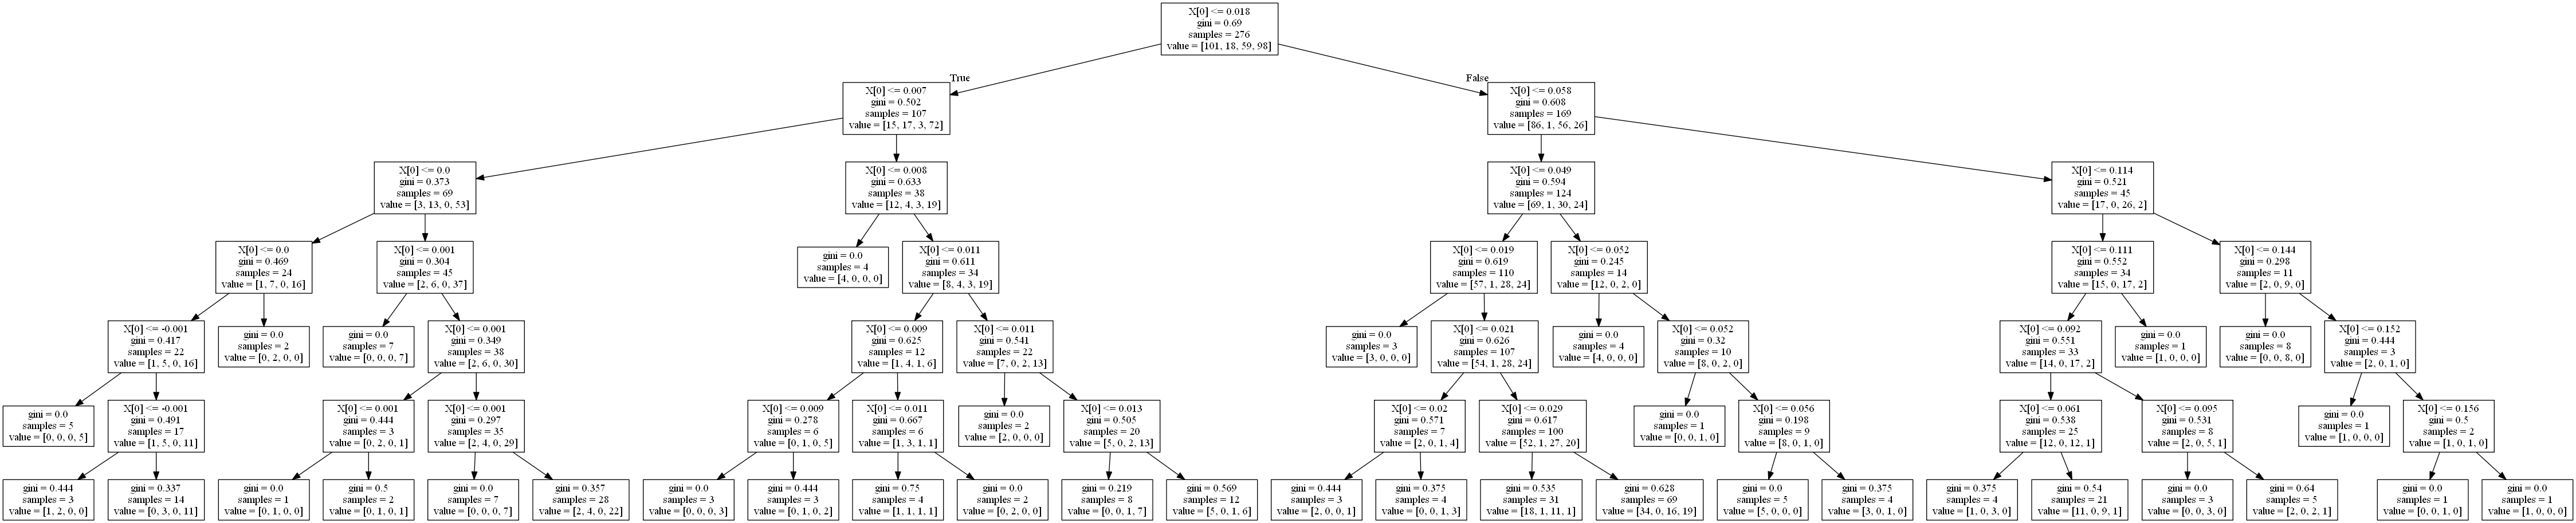 X[0] <= 0.018
gini = 0.69
samples = 276
value = [101, 18, 59, 98]
True
False
X[0] <= 0.007
gini = 0.502
samples = 107
value = [15, 17, 3, 72]
X[0] <= 0.058
gini = 0.608
samples = 169
value = [86, 1, 56, 26]
X[0] <= 0.0
gini = 0.373
samples = 69
value = [3, 13, 0, 53]
X[0] <= 0.008
gini = 0.633
samples = 38
value = [12, 4, 3, 19]
X[0] <= 0.049
gini = 0.594
samples = 124
value = [69, 1, 30, 24]
X[0] <= 0.114
gini = 0.521
samples = 45
value = [17, 0, 26, 2]
X[0] <= 0.0
gini = 0.469
samples = 24
value = [1, 7, 0, 16]
X[0] <= 0.001
gini = 0.304
samples = 45
value = [2, 6, 0, 37]
gini = 0.0
samples = 4
value = [4, 0, 0, 0]
X[0] <= 0.011
gini = 0.611
samples = 34
value = [8, 4, 3, 19]
X[0] <= 0.019
gini = 0.619
samples = 110
value = [57, 1, 28, 24]
X[0] <= 0.052
gini = 0.245
samples = 14
value = [12, 0, 2, 0]
X[0] <= 0.111
gini = 0.552
samples = 34
value = [15, 0, 17, 2]
X[0] <= 0.144
gini = 0.298
samples = 11
value = [2, 0, 9, 0]
X[0] <= -0.001
gini = 0.417
samples = 22
value = [1, 5, 0, 16]
gini = 0.0
samples = 2
value = [0, 2, 0, 0]
gini = 0.0
samples = 7
value = [0, 0, 0, 7]
X[0] <= 0.001
gini = 0.349
samples = 38
value = [2, 6, 0, 30]
X[0] <= 0.009
gini = 0.625
samples = 12
value = [1, 4, 1, 6]
X[0] <= 0.011
gini = 0.541
samples = 22
value = [7, 0, 2, 13]
gini = 0.0
samples = 3
value = [3, 0, 0, 0]
X[0] <= 0.021
gini = 0.626
samples = 107
value = [54, 1, 28, 24]
gini = 0.0
samples = 4
value = [4, 0, 0, 0]
X[0] <= 0.052
gini = 0.32
samples = 10
value = [8, 0, 2, 0]
X[0] <= 0.092
gini = 0.551
samples = 33
value = [14, 0, 17, 2]
gini = 0.0
samples = 1
value = [1, 0, 0, 0]
gini = 0.0
samples = 8
value = [0, 0, 8, 0]
X[0] <= 0.152
gini = 0.444
samples = 3
value = [2, 0, 1, 0]
gini = 0.0
samples = 5
value = [0, 0, 0, 5]
X[0] <= -0.001
gini = 0.491
samples = 17
value = [1, 5, 0, 11]
X[0] <= 0.001
gini = 0.444
samples = 3
value = [0, 2, 0, 1]
X[0] <= 0.001
gini = 0.297
samples = 35
value = [2, 4, 0, 29]
X[0] <= 0.009
gini = 0.278
samples = 6
value = [0, 1, 0, 5]
X[0] <= 0.011
gini = 0.667
samples = 6
value = [1, 3, 1, 1]
gini = 0.0
samples = 2
value = [2, 0, 0, 0]
X[0] <= 0.013
gini = 0.505
samples = 20
value = [5, 0, 2, 13]
X[0] <= 0.02
gini = 0.571
samples = 7
value = [2, 0, 1, 4]
X[0] <= 0.029
gini = 0.617
samples = 100
value = [52, 1, 27, 20]
gini = 0.0
samples = 1
value = [0, 0, 1, 0]
X[0] <= 0.056
gini = 0.198
samples = 9
value = [8, 0, 1, 0]
X[0] <= 0.061
gini = 0.538
samples = 25
value = [12, 0, 12, 1]
X[0] <= 0.095
gini = 0.531
samples = 8
value = [2, 0, 5, 1]
gini = 0.0
samples = 1
value = [1, 0, 0, 0]
X[0] <= 0.156
gini = 0.5
samples = 2
value = [1, 0, 1, 0]
gini = 0.444
samples = 3
value = [1, 2, 0, 0]
gini = 0.337
samples = 14
value = [0, 3, 0, 11]
gini = 0.0
samples = 1
value = [0, 1, 0, 0]
gini = 0.5
samples = 2
value = [0, 1, 0, 1]
gini = 0.0
samples = 7
value = [0, 0, 0, 7]
gini = 0.357
samples = 28
value = [2, 4, 0, 22]
gini = 0.0
samples = 3
value = [0, 0, 0, 3]
gini = 0.444
samples = 3
value = [0, 1, 0, 2]
gini = 0.75
samples = 4
value = [1, 1, 1, 1]
gini = 0.0
samples = 2
value = [0, 2, 0, 0]
gini = 0.219
samples = 8
value = [0, 0, 1, 7]
gini = 0.569
samples = 12
value = [5, 0, 1, 6]
gini = 0.444
samples = 3
value = [2, 0, 0, 1]
gini = 0.375
samples = 4
value = [0, 0, 1, 3]
gini = 0.535
samples = 31
value = [18, 1, 11, 1]
gini = 0.628
samples = 69
value = [34, 0, 16, 19]
gini = 0.0
samples = 5
value = [5, 0, 0, 0]
gini = 0.375
samples = 4
value = [3, 0, 1, 0]
gini = 0.375
samples = 4
value = [1, 0, 3, 0]
gini = 0.54
samples = 21
value = [11, 0, 9, 1]
gini = 0.0
samples = 3
value = [0, 0, 3, 0]
gini = 0.64
samples = 5
value = [2, 0, 2, 1]
gini = 0.0
samples = 1
value = [0, 0, 1, 0]
gini = 0.0
samples = 1
value = [1, 0, 0, 0]